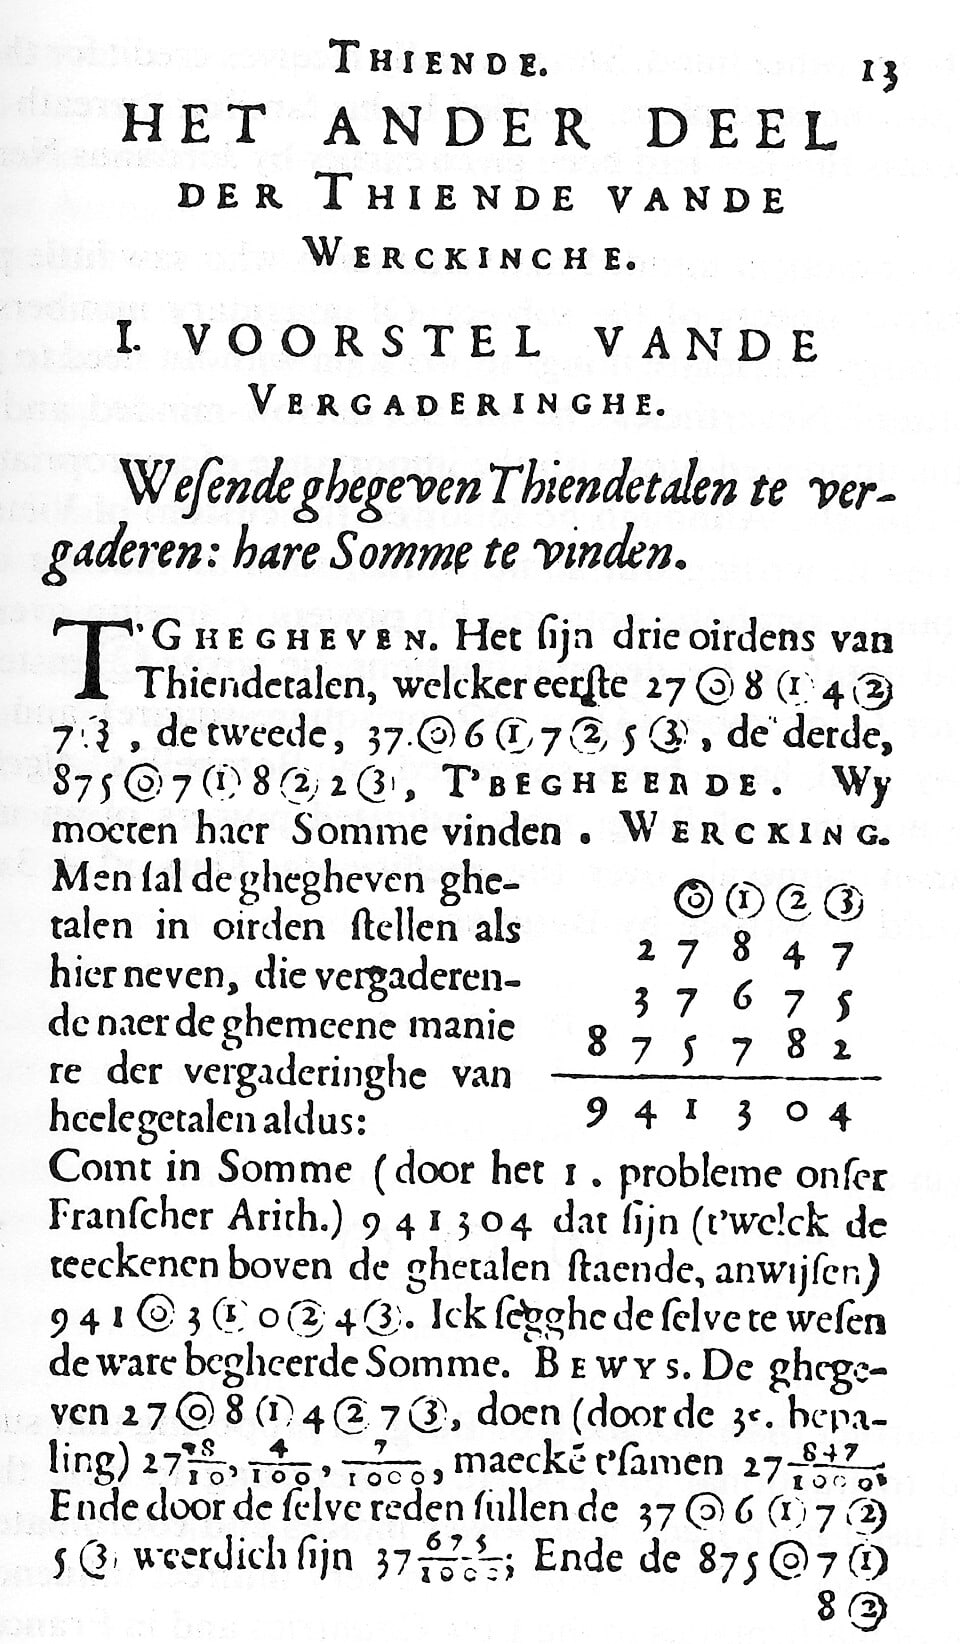 THIENDE. 13
HET ANDER DEEL
DER THIENDE VANDE
WERCKINCHE.
I. VOORSTEL VANDE
VERGADERINGHE.
Weſende ghegeven Thiendetalen te ver-
gaderen: hare Somme te vinden.
T'GHEGHEVEN. Het ſijn drie oirdens van
Thiendetalen, welcker eerſte 27 ⓪ 8 ① 4 ②
7 ③, de tweede, 37 ⓪ 6 ① 7 ② 5 ③, de derde,
875 ⓪ 7 ① 8 ② 2 ③, T'BEGHEERDE. Wy
moeten haer Somme vinden. WERCKING.
Men ſal de ghegheven ghe-
talen in oirden ſtellen als
hier neven, die vergaderen-
de naer de ghemeene manie
re der vergaderinghe van
heelegetalen aldus:
⓪ ① ② ③
2 7 8 4 7
3 7 6 7 5
8 7 5 7 8 2
9 4 1 3 0 4
Comt in Somme (door het 1. probleme onſer
Franſcher Arith.) 9 4 1 3 0 4 dat ſijn (t'welck de
teeckenen boven de ghetalen ſtaende, anwijſen)
9 4 1 ⓪ 3 ① 0 ② 4 ③. Ick ſegghe de ſelve te weſen
de ware begheerde Somme. BEWYS. De ghege-
ven 27 ⓪ 8 ① 4 ② 7 ③, doen (door de 3e. bepa-
ling) 27 8/10, 4/100, 7/1000, maeckē t'ſamen 27 847/1000.
Ende door de ſelve reden ſullen de 37 ⓪ 6 ① 7 ②
5 ③ weerdich ſijn 37 675/1000; Ende de 875 ⓪ 7 ①
8 ②